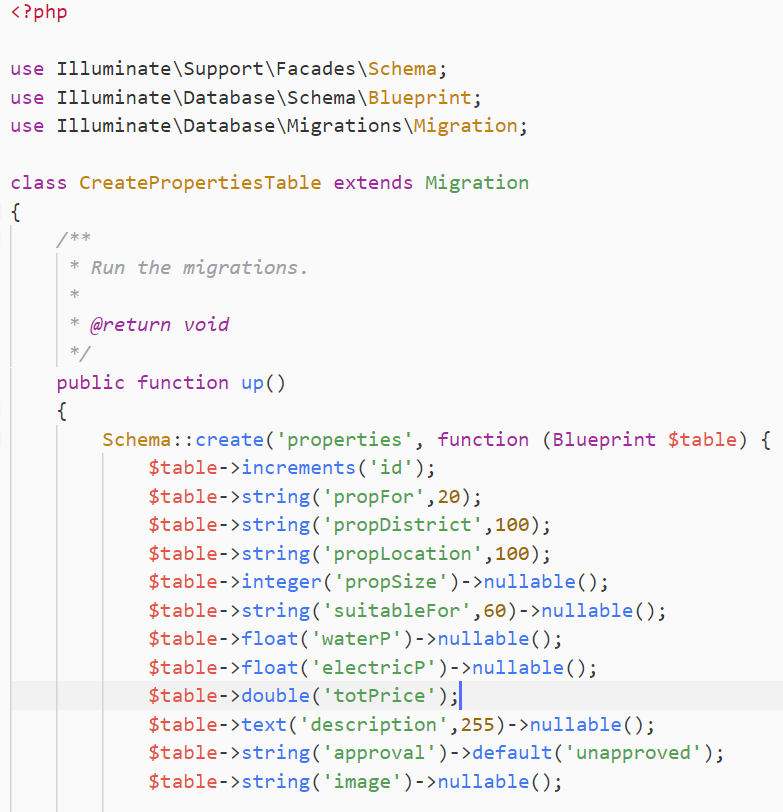 <?php
use Illuminate\Support\Facades\Schema;
use Illuminate\Database\Schema\Blueprint;
use Illuminate\Database\Migrations\Migration;
class CreatePropertiesTable extends Migration
{
/**
* Run the migrations.
*
* @return void
*/
public function up()
{
Schema::create('properties', function (Blueprint $table) {
$table->increments('id');
$table->string('propFor',20);
$table->string('propDistrict',100);
$table->string('propLocation',100);
$table->integer('propSize')->nullable();
$table->string('suitableFor',60)->nullable();
$table->float('waterP')->nullable();
$table->float('electricP')->nullable();
$table->double('totPrice');
$table->text('description',255)->nullable();
$table->string('approval')->default('unapproved');
$table->string('image')->nullable();